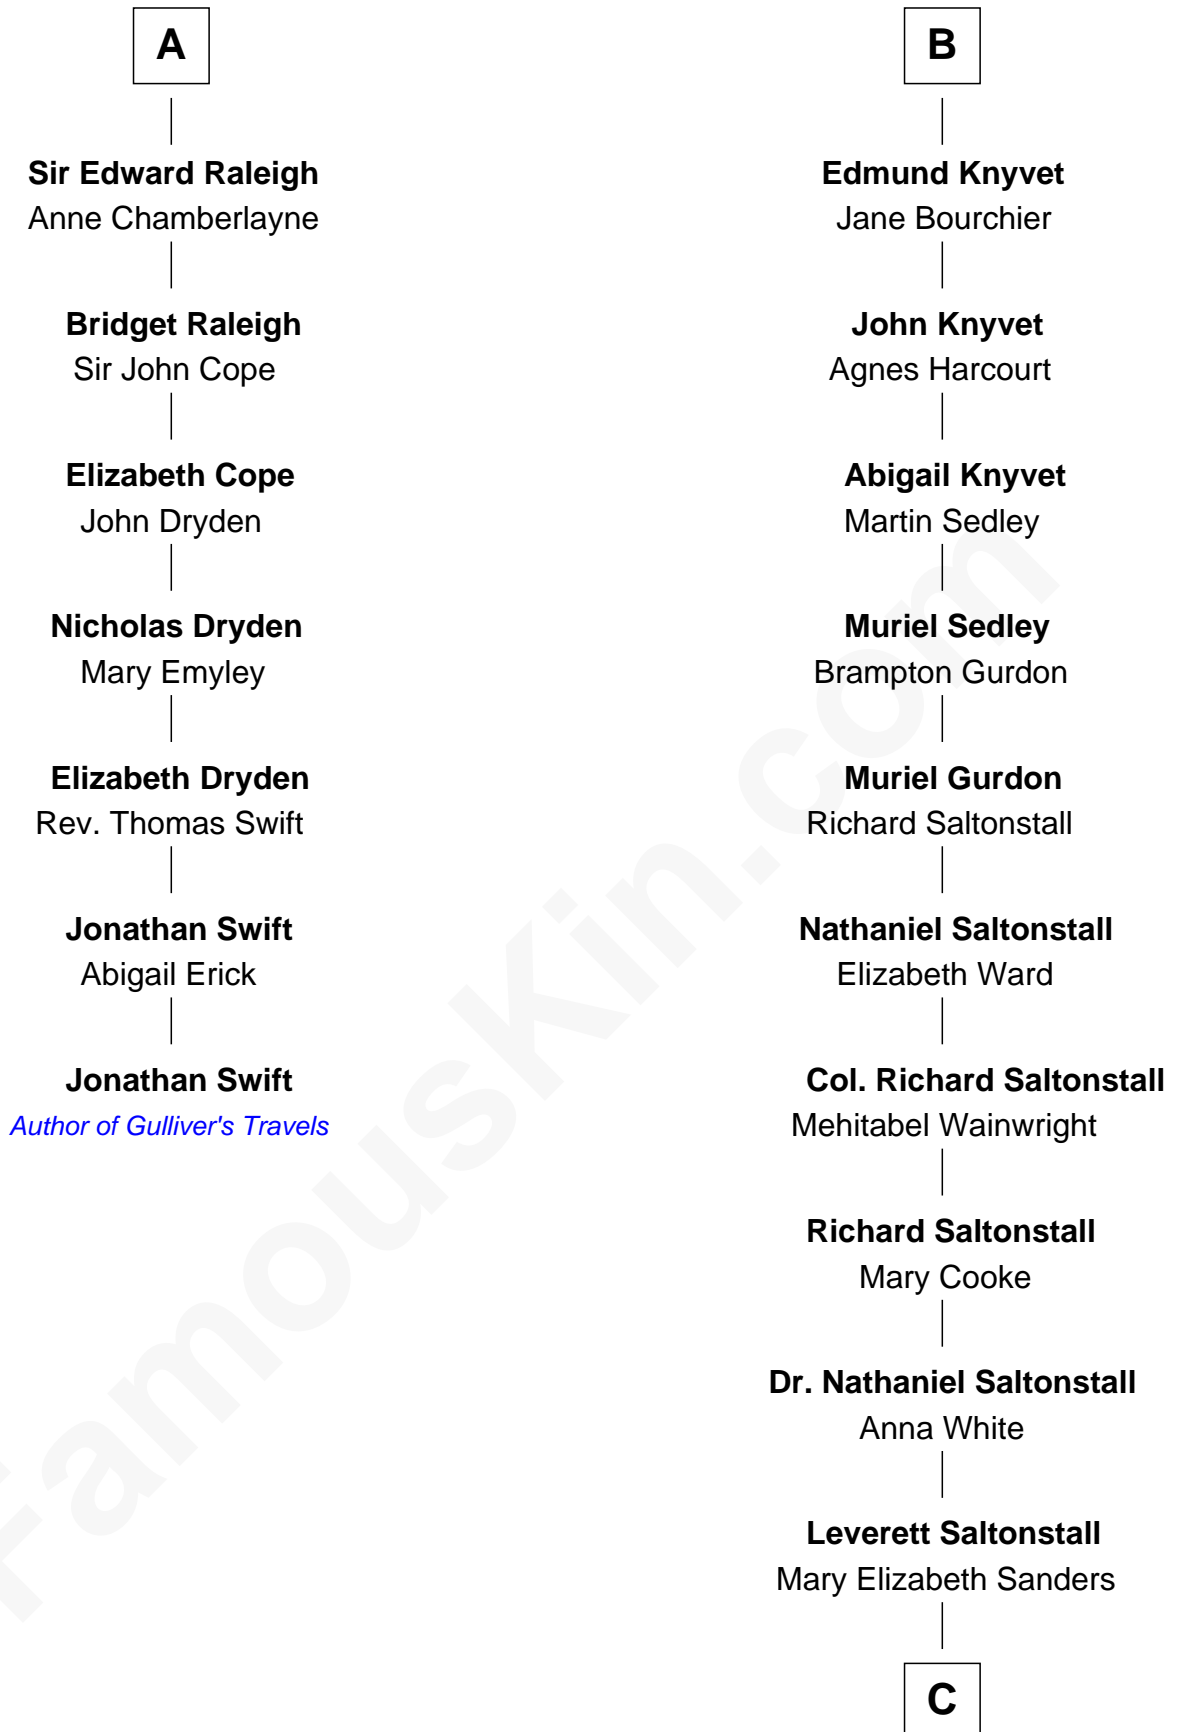 A
Sir Edward Raleigh
Anne Chamberlayne
Bridget Raleigh
Sir John Cope
Elizabeth Cope
John Dryden
Nicholas Dryden
Mary Emyley
Elizabeth Dryden
Rev. Thomas Swift
Jonathan Swift
Abigail Erick
Jonathan Swift
Author of Gulliver's Travels
B
Edmund Knyvet
Jane Bourchier
John Knyvet
Agnes Harcourt
Abigail Knyvet
Martin Sedley
Muriel Sedley
Brampton Gurdon
Muriel Gurdon
Richard Saltonstall
Nathaniel Saltonstall
Elizabeth Ward
Col. Richard Saltonstall
Mehitabel Wainwright
Richard Saltonstall
Mary Cooke
Dr. Nathaniel Saltonstall
Anna White
Leverett Saltonstall
Mary Elizabeth Sanders
C
FamousKin.com